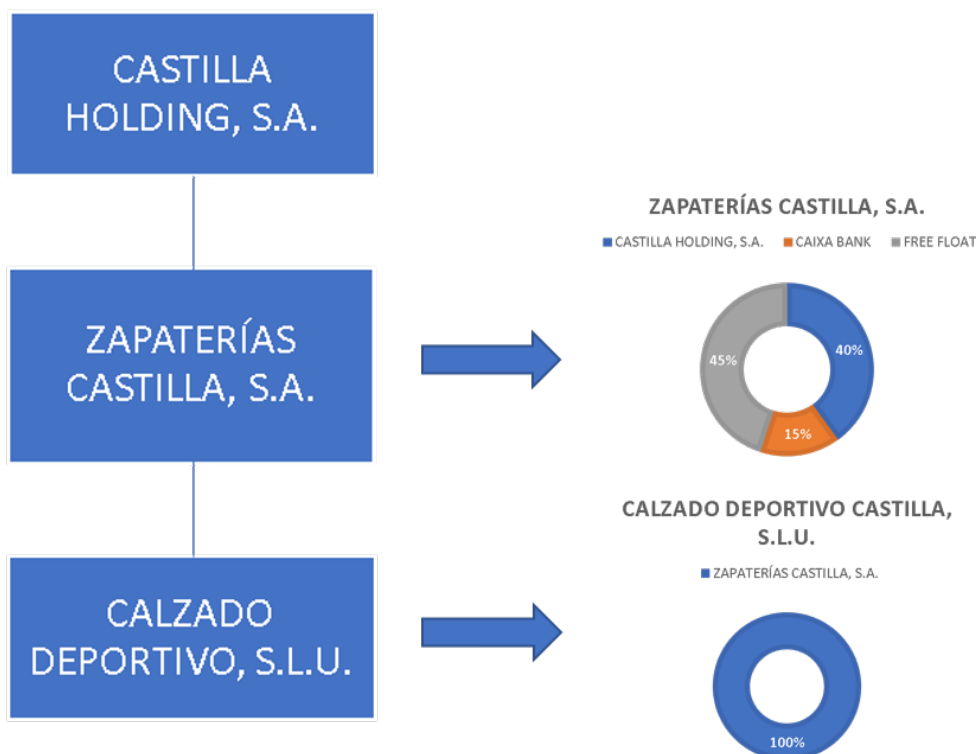 CASTILLA
HOLDING, S.A.
ZAPATERÍAS
CASTILLA, S.A.
CALZADO
DEPORTIVO, S.L.U.
ZAPATERÍAS CASTILLA, S.A.
CASTILLA HOLDING, S.A. CAIXA BANK FREE FLOAT
45%
40%
15%
CALZADO DEPORTIVO CASTILLA,
S.L.U.
ZAPATERÍAS CASTILLA, S.A.
100%